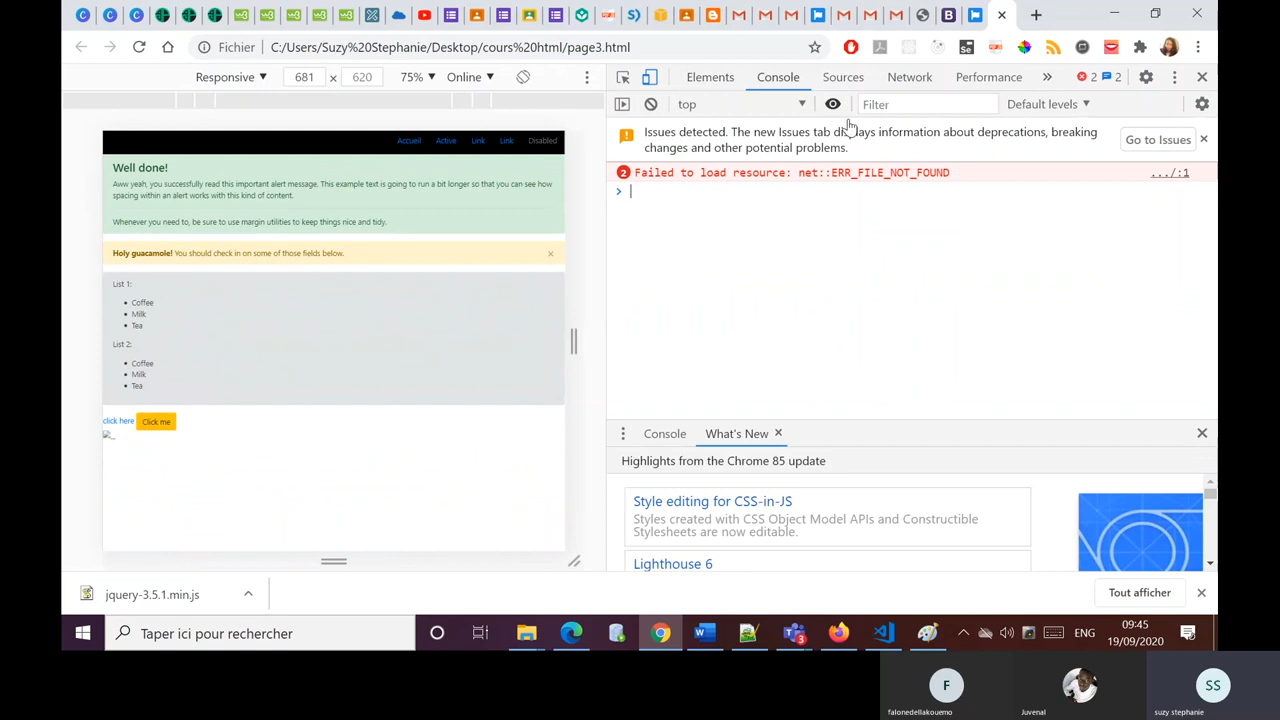 Fichier
C:/Users/Suzy%20Stephanie/Desktop/cours%20html/page3.html
Responsive
681 × 620
75%
Online
Elements
Console
Sources
Network
Performance
2
2
top
Filter
Default levels
Issues detected. The new Issues tab displays information about deprecations, breaking
changes and other potential problems.
Go to Issues
2 Failed to load resource: net::ERR_FILE_NOT_FOUND
.../:1
Accueil
Active
Link
Link
Disabled
Well done!
Aww yeah, you successfully read this important alert message. This example text is going to run a bit longer so that you can see how
spacing within an alert works with this kind of content.
Whenever you need, be sure to use margin utilities to keep things nice and tidy.
Holy guacamole! You should check in on some of those fields below.
List 1:
Coffee
Milk
Tea
List 2:
Coffee
Milk
Tea
click here
Click me
Console
What's New
Highlights from the Chrome 85 update
Style editing for CSS-in-JS
Styles created with CSS Object Model APIs and Constructible
Stylesheets are now editable.
Lighthouse 6
jquery-3.5.1.min.js
Tout afficher
Taper ici pour rechercher
3
ENG
09:45
19/09/2020
F
falonedellakouemo
Juvenal
SS
suzy stephanie